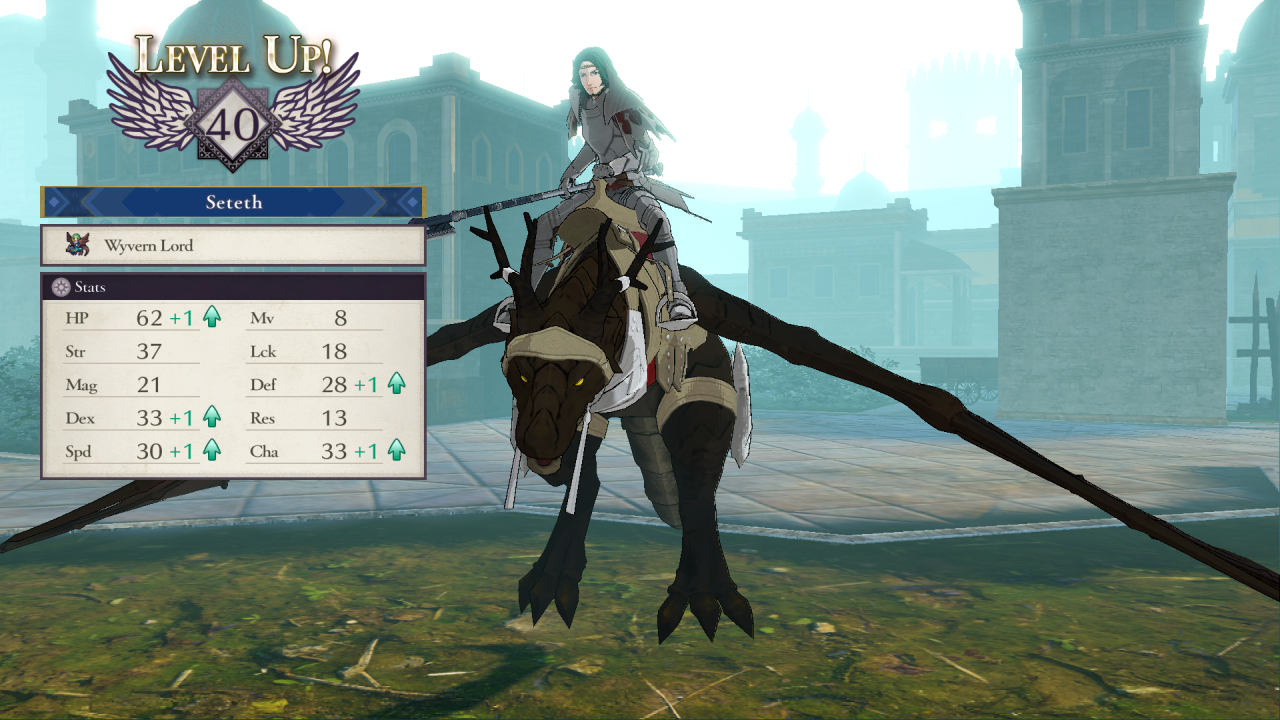 LEVEL UP!
40
Seteth
Wyvern Lord
Stats
HP 62 +1 Mv 8
Str 37 Lck 18
Mag 21 Def 28 +1
Dex 33 +1 Res 13
Spd 30 +1 Cha 33 +1